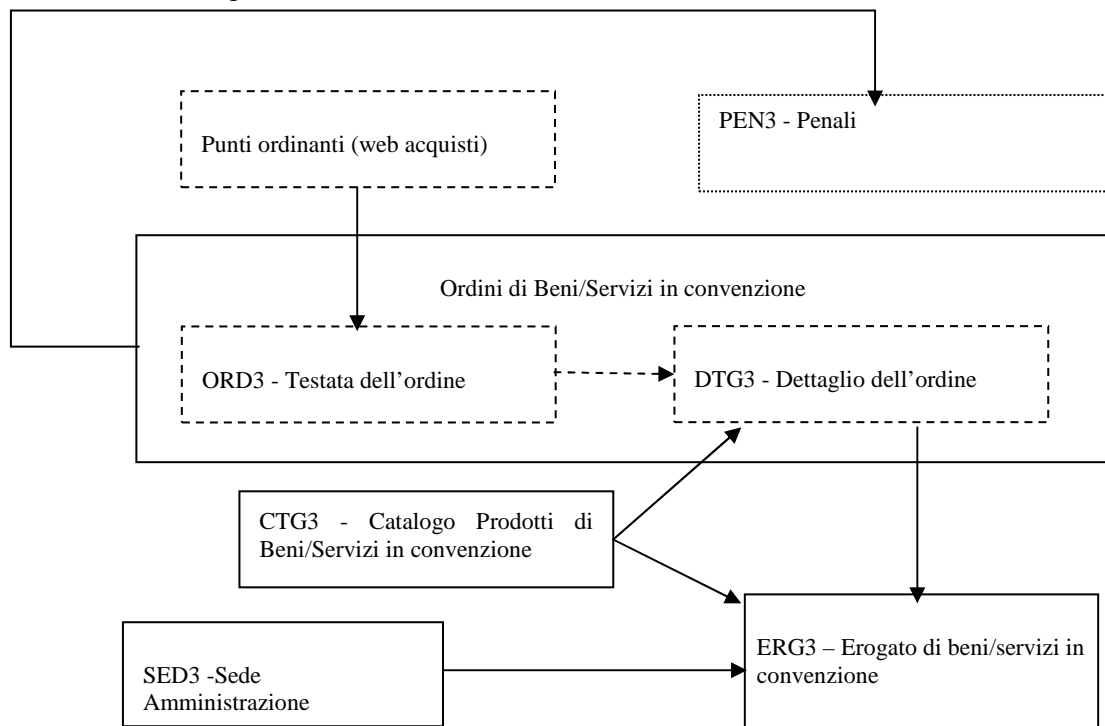 PEN3 - Penali
Punti ordinanti (web acquisti)
Ordini di Beni/Servizi in convenzione
ORD3 - Testata dell’ordine
DTG3 - Dettaglio dell’ordine
CTG3 - Catalogo Prodotti di
Beni/Servizi in convenzione
SED3 -Sede
Amministrazione
ERG3 – Erogato di beni/servizi in
convenzione